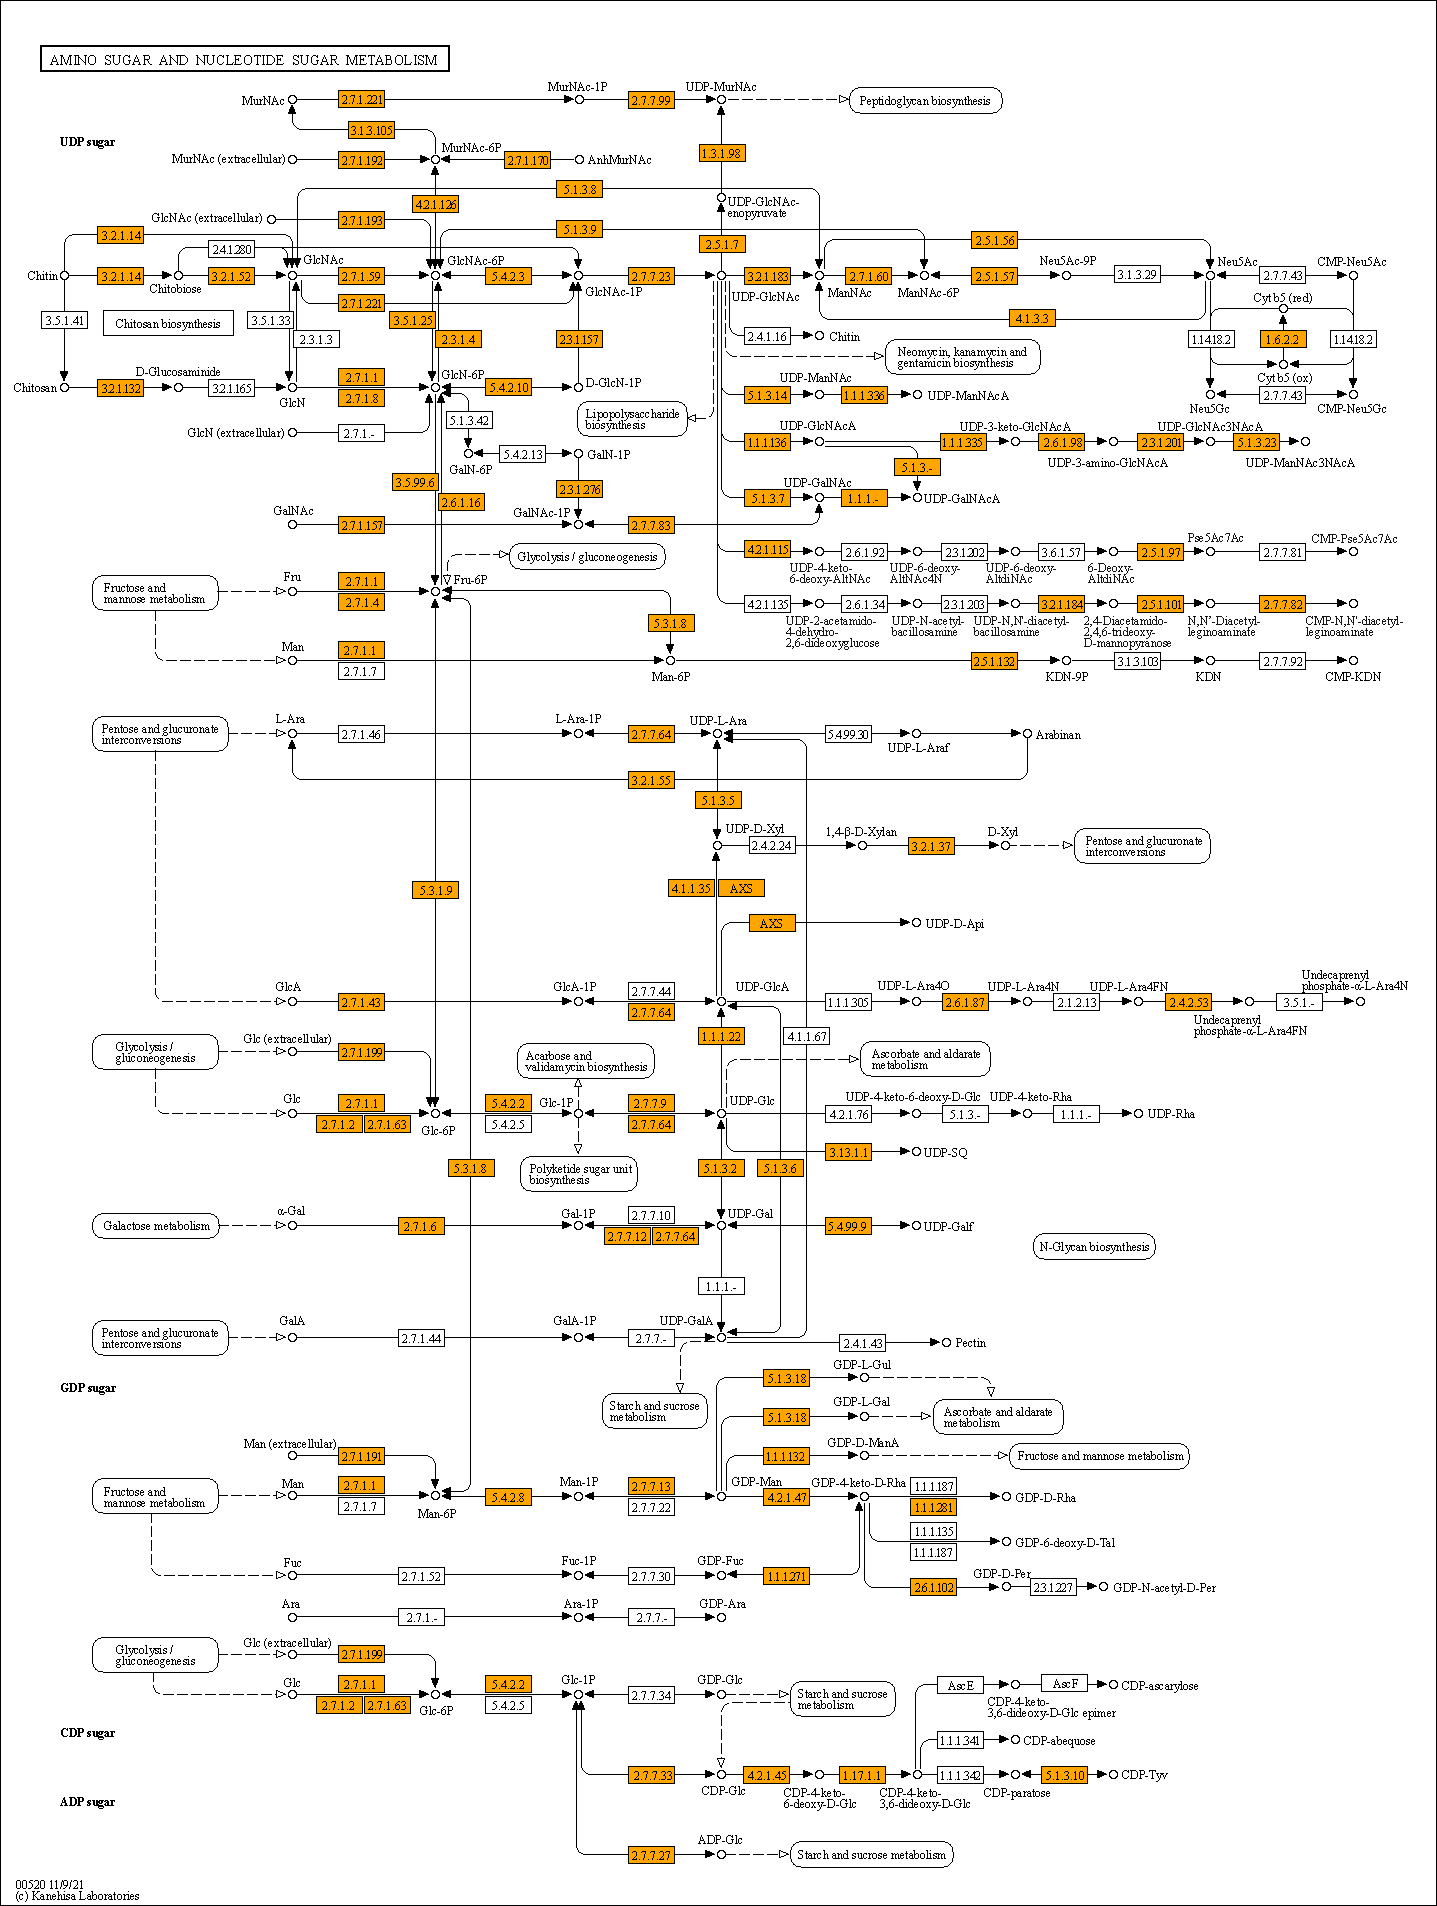 AMINO SUGAR AND NUCLEOTIDE SUGAR METABOLISM
MurNAc
2.7.1.221
MurNAc-1P
2.7.7.99
UDP-MurNAc
Peptidoglycan biosynthesis
3.1.3.105
UDP sugar
MurNAc (extracellular)
2.7.1.192
MurNAc-6P
2.7.1.170
AnhMurNAc
1.3.1.98
5.1.3.8
4.2.1.126
UDP-GlcNAc-
enopyruvate
GlcNAc (extracellular)
2.7.1.193
5.1.3.9
3.2.1.14
2.4.1.280
2.5.1.7
2.5.1.56
Chitin
3.2.1.14
Chitobiose
3.2.1.52
GlcNAc
2.7.1.59
GlcNAc-6P
5.4.2.3
GlcNAc-1P
2.7.7.23
UDP-GlcNAc
3.2.1.183
ManNAc
2.7.1.60
ManNAc-6P
2.5.1.57
Neu5Ac-9P
3.1.3.29
Neu5Ac
2.7.7.43
CMP-Neu5Ac
2.7.1.221
Cytb5 (red)
3.5.1.41
Chitosan biosynthesis
3.5.1.33
2.3.1.3
3.5.1.25
2.3.1.4
2.3.1.157
4.1.3.3
2.4.1.16
Chitin
1.14.18.2
1.6.2.2
1.14.18.2
Neomycin, kanamycin and
gentamicin biosynthesis
Cytb5 (ox)
Chitosan
3.2.1.132
D-Glucosaminide
3.2.1.165
GlcN
2.7.1.1
2.7.1.8
GlcN-6P
5.4.2.10
D-GlcN-1P
UDP-ManNAc
5.1.3.14
1.1.1.336
UDP-ManNAcA
Neu5Gc
2.7.7.43
CMP-Neu5Gc
Lipopolysaccharide
biosynthesis
5.1.3.42
GlcN (extracellular)
2.7.1.-
UDP-GlcNAcA
1.1.1.136
UDP-3-keto-GlcNAcA
1.1.1.335
2.6.1.98
UDP-3-amino-GlcNAcA
UDP-GlcNAc3NAcA
2.3.1.201
5.1.3.23
UDP-ManNAc3NAcA
GalN-6P
5.4.2.13
GalN-1P
5.1.3.-
3.5.99.6
2.6.1.16
2.3.1.276
UDP-GalNAc
5.1.3.7
1.1.1.-
UDP-GalNAcA
GalNAc
2.7.1.157
GalNAc-1P
2.7.7.83
Glycolysis / gluconeogenesis
4.2.1.115
UDP-4-keto-
6-deoxy-AltNAc
2.6.1.92
UDP-6-deoxy-
AltNAc4N
2.3.1.202
UDP-6-deoxy-
AltdiNAc
3.6.1.57
6-Deoxy-
AltdiNAc
2.5.1.97
Pse5Ac7Ac
2.7.7.81
CMP-Pse5Ac7Ac
Fructose and
mannose metabolism
Fru
2.7.1.1
2.7.1.4
Fru-6P
4.2.1.135
UDP-2-acetamido-
4-dehydro-
2,6-dideoxyglucose
2.6.1.34
UDP-N-acetyl-
bacillosamine
2.3.1.203
UDP-N,N'-diacetyl-
bacillosamine
3.2.1.184
2,4-Diacetamido-
2,4,6-trideoxy-
D-mannopyranose
2.5.1.101
N,N'-Diacetyl-
leginoaminate
2.7.7.82
CMP-N,N'-diacetyl-
leginoaminate
5.3.1.8
Man
2.7.1.1
2.7.1.7
Man-6P
2.5.1.132
KDN-9P
3.1.3.103
KDN
2.7.7.92
CMP-KDN
Pentose and glucuronate
interconversions
L-Ara
2.7.1.46
L-Ara-1P
2.7.7.64
UDP-L-Ara
5.4.99.30
UDP-L-Araf
Arabinan
3.2.1.55
5.1.3.5
UDP-D-Xyl
2.4.2.24
1,4-β-D-Xylan
3.2.1.37
D-Xyl
Pentose and glucuronate
interconversions
5.3.1.9
4.1.1.35
AXS
AXS
UDP-D-Api
GlcA
2.7.1.43
GlcA-1P
2.7.7.44
2.7.7.64
UDP-GlcA
1.1.1.305
UDP-L-Ara4O
2.6.1.87
UDP-L-Ara4N
2.1.2.13
UDP-L-Ara4FN
2.4.2.53
Undecaprenyl
phosphate-α-L-Ara4FN
3.5.1.-
Undecaprenyl
phosphate-α-L-Ara4N
Glycolysis /
gluconeogenesis
Glc (extracellular)
2.7.1.199
Acarbose and
validamycin biosynthesis
1.1.1.22
4.1.1.67
Ascorbate and aldarate
metabolism
Glc
2.7.1.1
2.7.1.2
2.7.1.63
Glc-6P
5.4.2.2
5.4.2.5
Glc-1P
2.7.7.9
2.7.7.64
UDP-Glc
4.2.1.76
UDP-4-keto-6-deoxy-D-Glc
5.1.3.-
UDP-4-keto-Rha
1.1.1.-
UDP-Rha
3.13.1.1
UDP-SQ
5.3.1.8
Polyketide sugar unit
biosynthesis
5.1.3.2
5.1.3.6
Galactose metabolism
α-Gal
2.7.1.6
Gal-1P
2.7.7.10
2.7.7.12
2.7.7.64
UDP-Gal
5.4.99.9
UDP-Galf
N-Glycan biosynthesis
1.1.1.-
Pentose and glucuronate
interconversions
GalA
2.7.1.44
GalA-1P
2.7.7.-
UDP-GalA
2.4.1.43
Pectin
GDP sugar
Starch and sucrose
metabolism
5.1.3.18
GDP-L-Gul
5.1.3.18
GDP-L-Gal
Ascorbate and aldarate
metabolism
Man (extracellular)
2.7.1.191
1.1.1.132
GDP-D-ManA
Fructose and mannose metabolism
Fructose and
mannose metabolism
Man
2.7.1.1
2.7.1.7
Man-6P
5.4.2.8
Man-1P
2.7.7.13
2.7.7.22
GDP-Man
4.2.1.47
GDP-4-keto-D-Rha
1.1.1.187
1.1.1.281
GDP-D-Rha
1.1.1.135
1.1.1.187
GDP-6-deoxy-D-Tal
Fuc
2.7.1.52
Fuc-1P
2.7.7.30
GDP-Fuc
1.1.1.271
2.6.1.102
GDP-D-Per
2.3.1.227
GDP-N-acetyl-D-Per
Ara
2.7.1.-
Ara-1P
2.7.7.-
GDP-Ara
Glycolysis /
gluconeogenesis
Glc (extracellular)
2.7.1.199
Glc
2.7.1.1
2.7.1.2
2.7.1.63
Glc-6P
5.4.2.2
5.4.2.5
Glc-1P
2.7.7.34
GDP-Glc
Starch and sucrose
metabolism
AscE
CDP-4-keto-
3,6-dideoxy-D-Glc epimer
AscF
CDP-ascarylose
CDP sugar
1.1.1.341
CDP-abequose
2.7.7.33
CDP-Glc
4.2.1.45
CDP-4-keto-
6-deoxy-D-Glc
1.17.1.1
CDP-4-keto-
3,6-dideoxy-D-Glc
1.1.1.342
CDP-paratose
5.1.3.10
CDP-Tyv
ADP sugar
2.7.7.27
ADP-Glc
Starch and sucrose metabolism
00520 11/9/21
(c) Kanehisa Laboratories